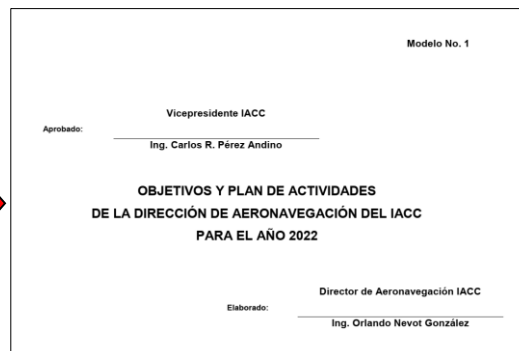 Modelo No. 1
Vicepresidente IACC
Aprobado:
Ing. Carlos R. Pérez Andino
OBJETIVOS Y PLAN DE ACTIVIDADES
DE LA DIRECCIÓN DE AERONAVEGACIÓN DEL IACC
PARA EL AÑO 2022
Director de Aeronavegación IACC
Elaborado:
Ing. Orlando Nevot González